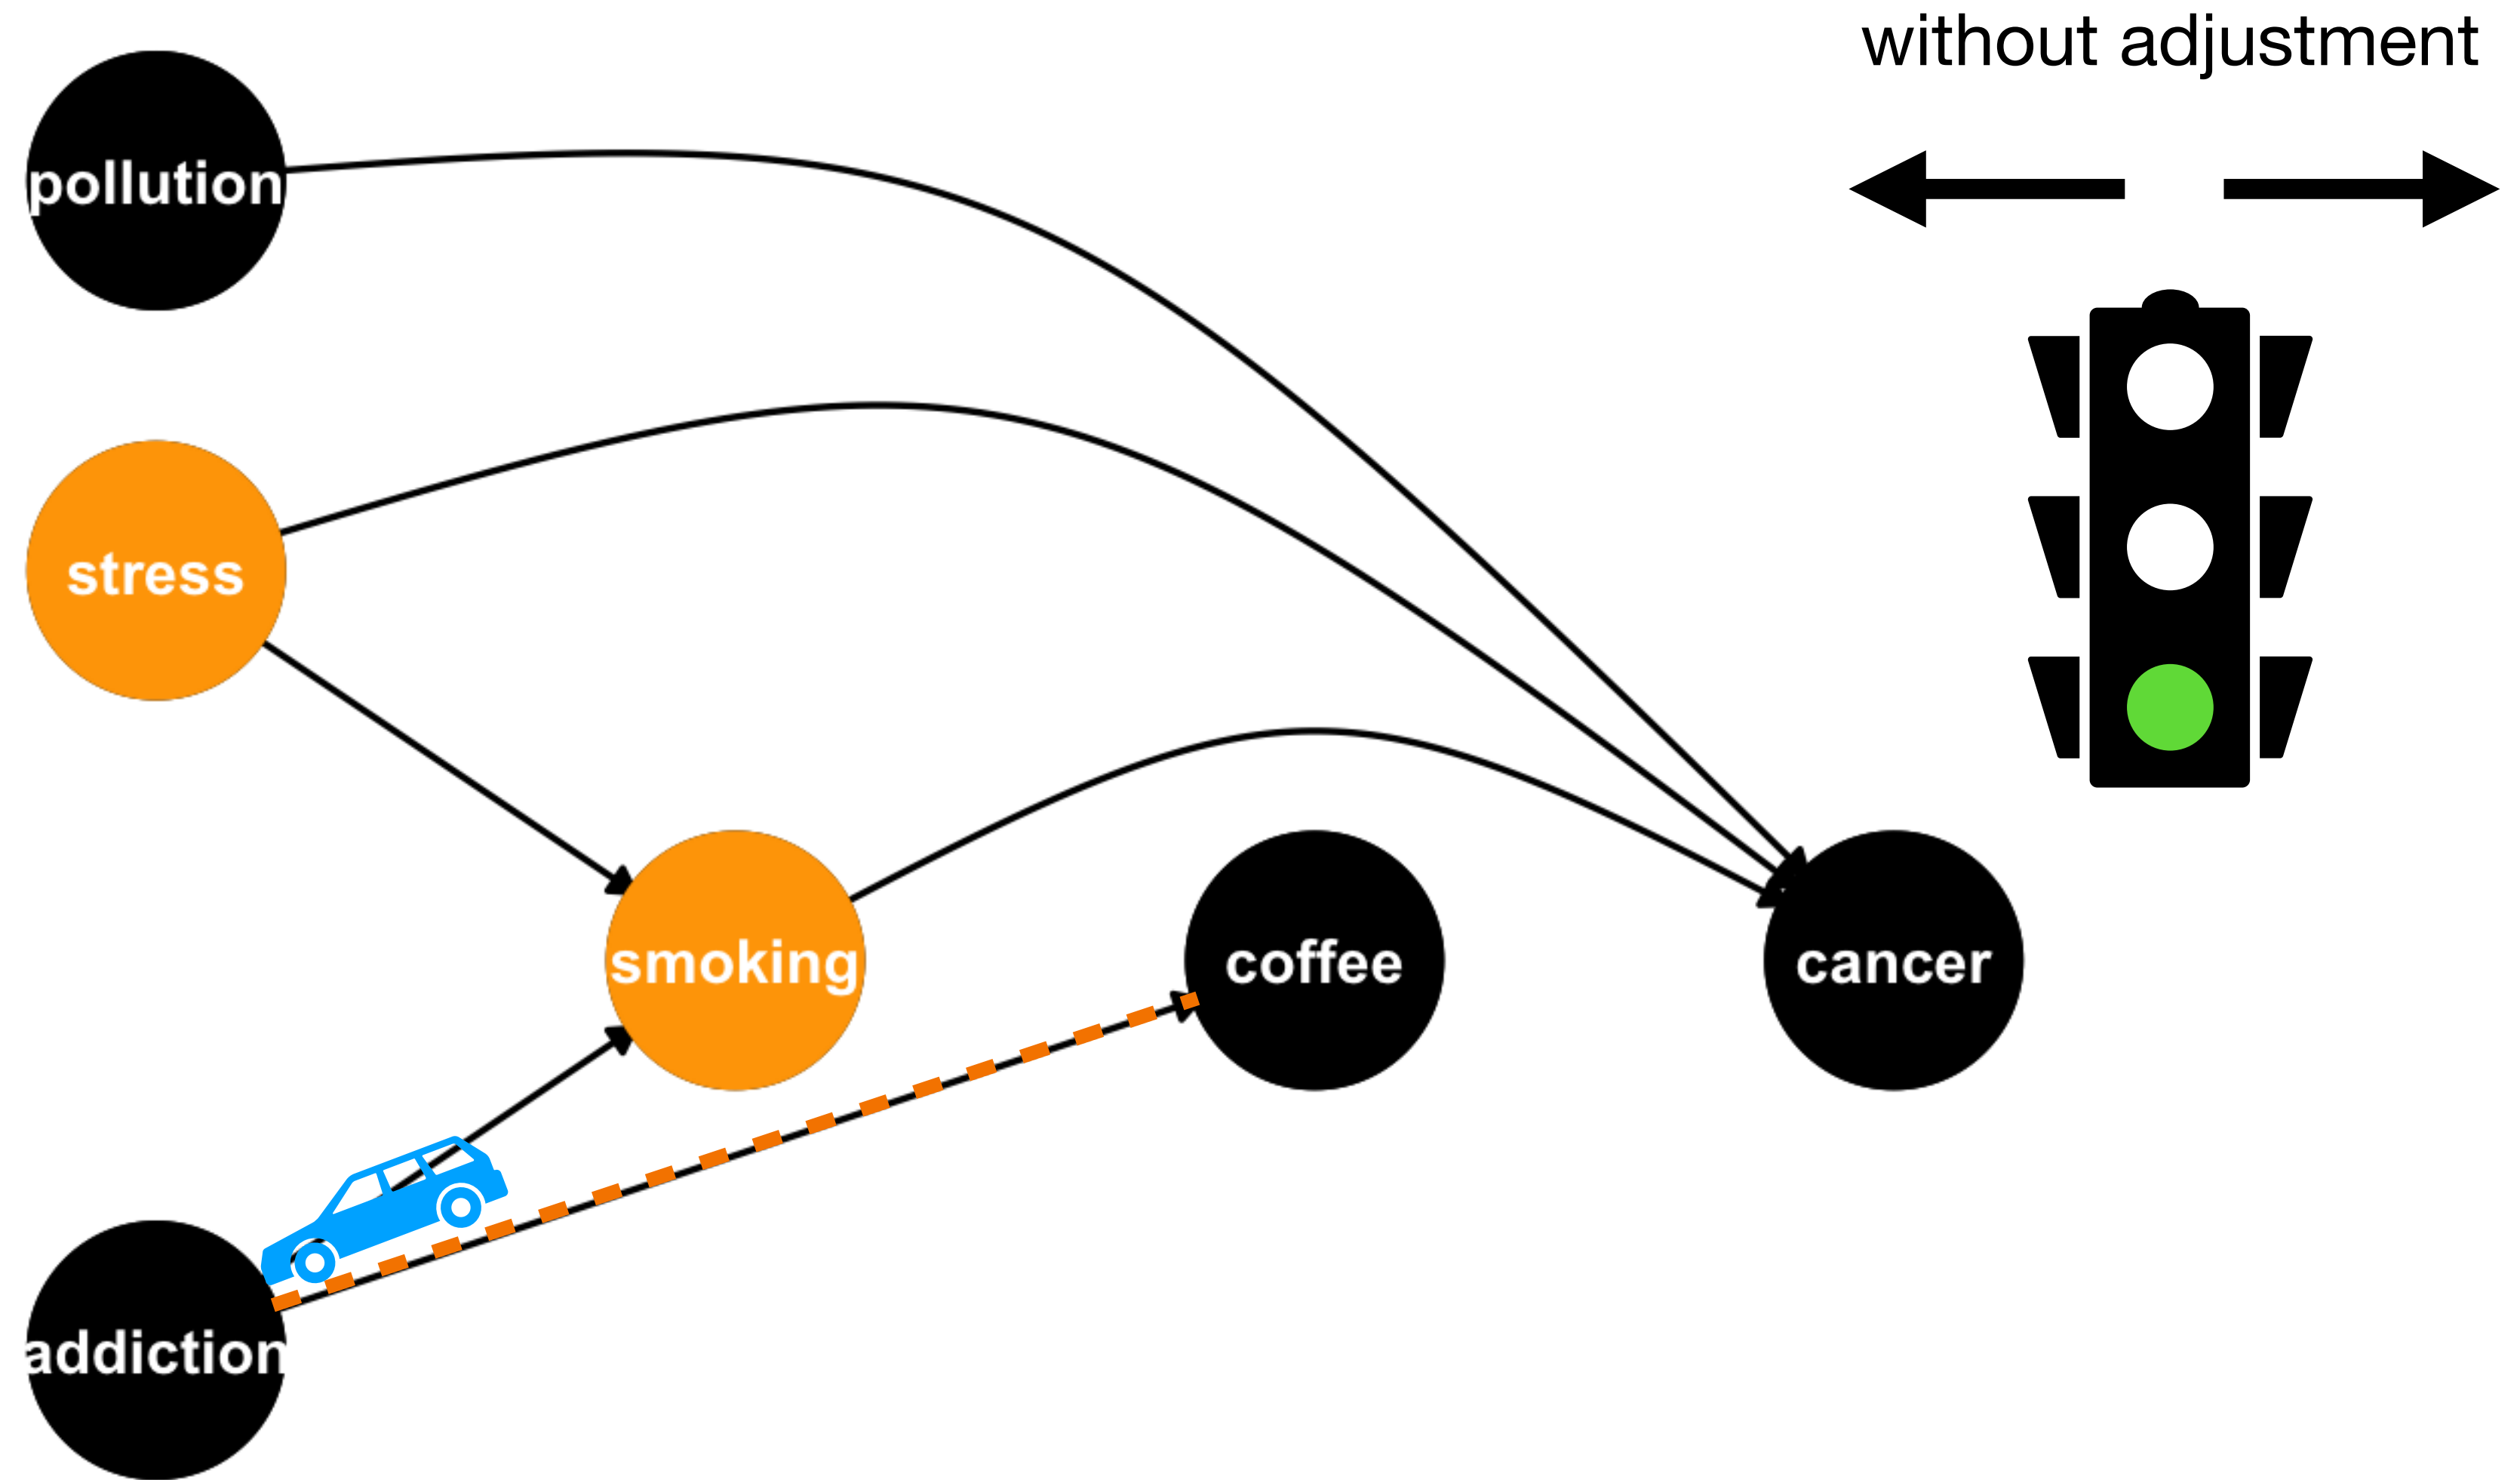 without adjustment
pollution
stress
smoking
coffee
cancer
addiction